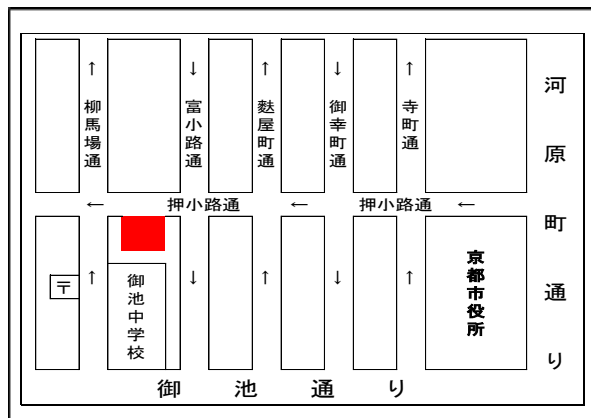 ↑ ↓ ↑ ↓ ↑
柳馬場通
富小路通
麩屋町通
御幸町通
寺町通
河原町通り
← 押小路通 ← 押小路通 ←
〒
↑ ↓ ↑ ↓ ↑
御池中学校
京都市役所
御池通り